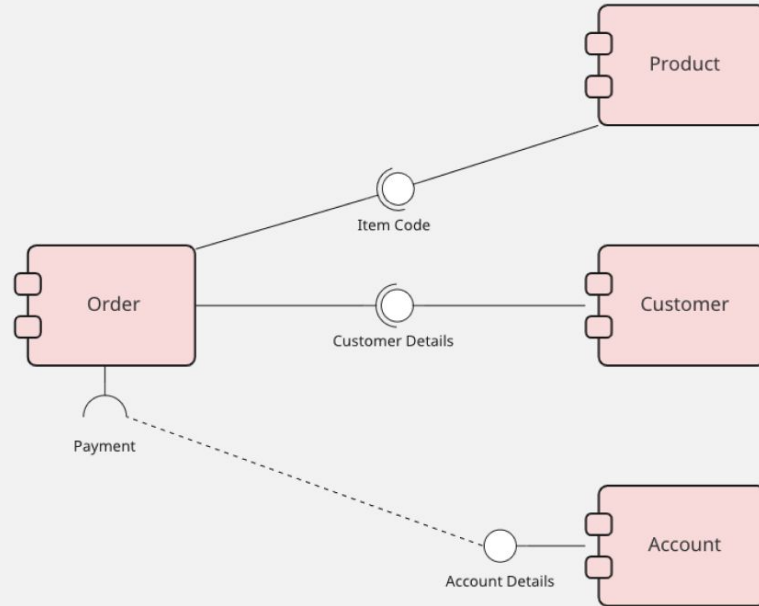 Product
Item Code
Order
Customer
Customer Details
Payment
Account
Account Details